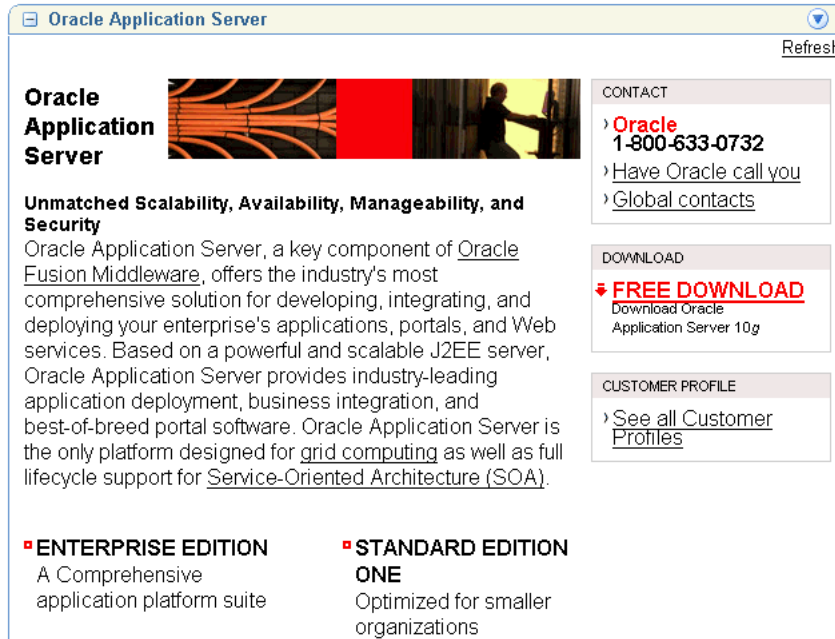 Oracle Application Server
Refresh
Oracle
Application
Server
Unmatched Scalability, Availability, Manageability, and
Security
Oracle Application Server, a key component of Oracle
Fusion Middleware, offers the industry's most
comprehensive solution for developing, integrating, and
deploying your enterprise's applications, portals, and Web
services. Based on a powerful and scalable J2EE server,
Oracle Application Server provides industry-leading
application deployment, business integration, and
best-of-breed portal software. Oracle Application Server is
the only platform designed for grid computing as well as full
lifecycle support for Service-Oriented Architecture (SOA).
ENTERPRISE EDITION
A Comprehensive
application platform suite
STANDARD EDITION
ONE
Optimized for smaller
organizations
CONTACT
Oracle
1-800-633-0732
Have Oracle call you
Global contacts
DOWNLOAD
FREE DOWNLOAD
Download Oracle
Application Server 10g
CUSTOMER PROFILE
See all Customer
Profiles